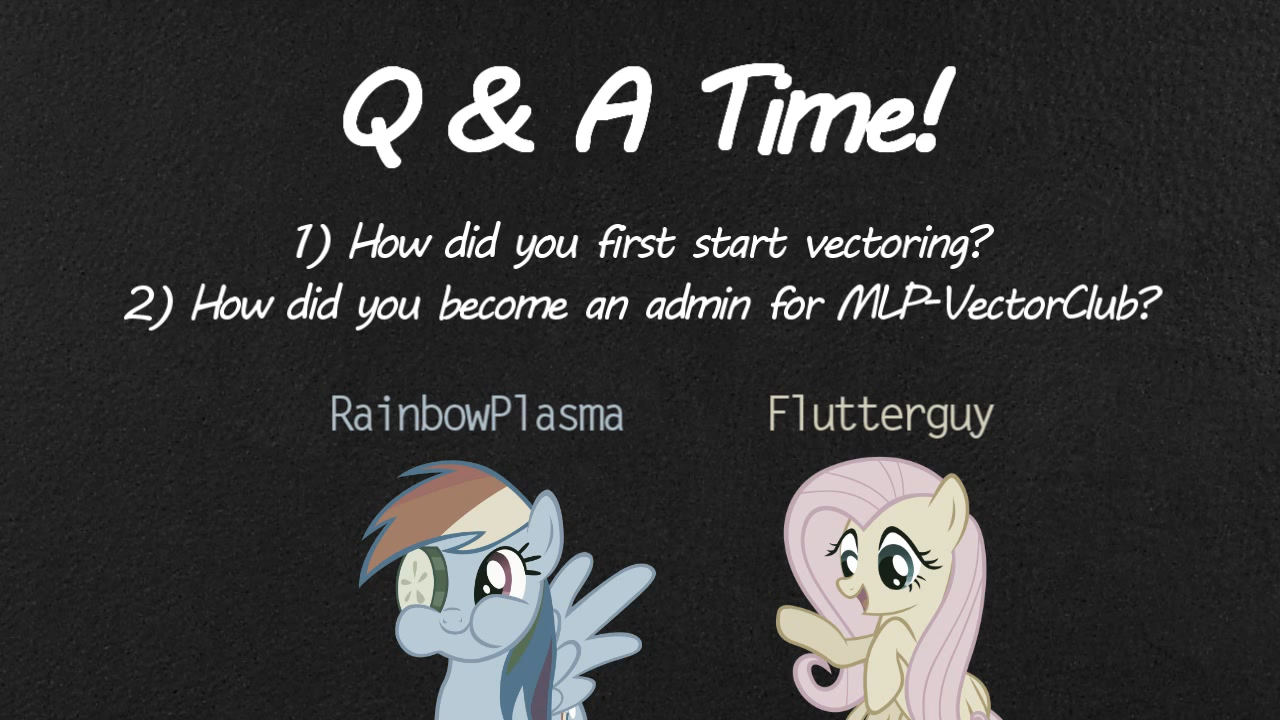 Q & A Time!
1) How did you first start vectoring?
2) How did you become an admin for MLP-VectorClub?
RainbowPlasma Flutterguy